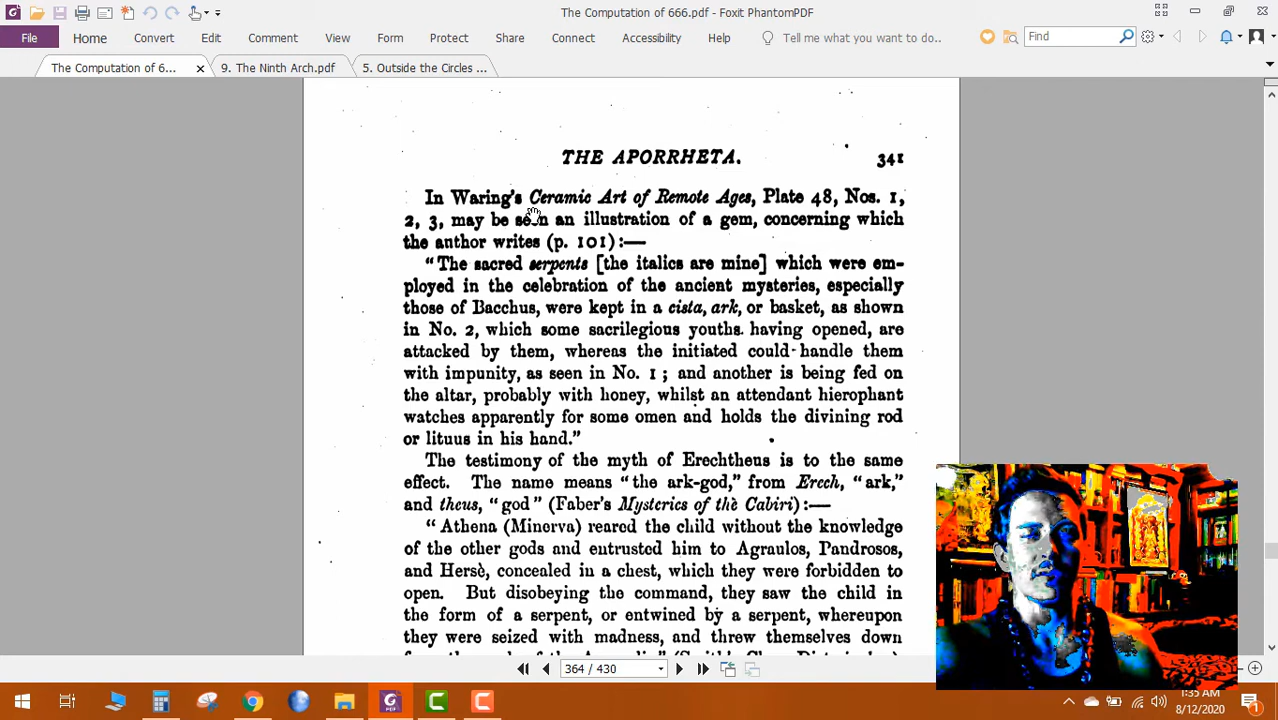 The Computation of 666.pdf - Foxit PhantomPDF
File Home Convert Edit Comment View Form Protect Share Connect Accessibility Help Tell me what you want to do.. Find
The Computation of 6... 9. The Ninth Arch.pdf 5. Outside the Circles ...
THE APORRHETA. 341
In Waring's Ceramic Art of Remote Ages, Plate 48, Nos. 1,
2, 3, may be seen an illustration of a gem, concerning which
the author writes (p. 101):—
"The sacred serpents [the italics are mine] which were em-
ployed in the celebration of the ancient mysteries, especially
those of Bacchus, were kept in a cista, ark, or basket, as shown
in No. 2, which some sacrilegious youths having opened, are
attacked by them, whereas the initiated could handle them
with impunity, as seen in No. 1; and another is being fed on
the altar, probably with honey, whilst an attendant hierophant
watches apparently for some omen and holds the divining rod
or lituus in his hand."
The testimony of the myth of Erechtheus is to the same
effect. The name means "the ark-god," from Erech, "ark,"
and theus, "god" (Faber's Mysteries of the Cabiri):—
"Athena (Minerva) reared the child without the knowledge
of the other gods and entrusted him to Agraulos, Pandrosos,
and Hersè, concealed in a chest, which they were forbidden to
open. But disobeying the command, they saw the child in
the form of a serpent, or entwined by a serpent, whereupon
they were seized with madness, and threw themselves down
364 / 430
1:35 AM
8/12/2020